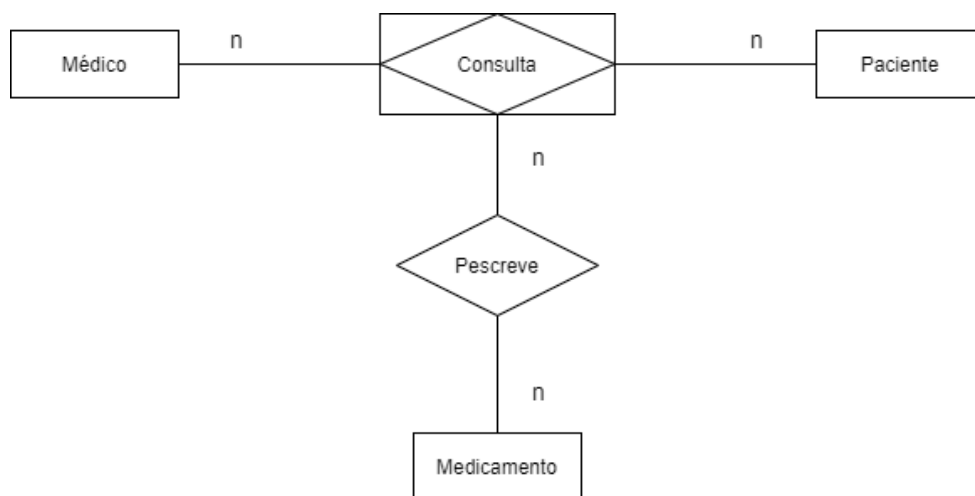 n
n
Médico
Consulta
Paciente
n
Pescreve
n
Medicamento